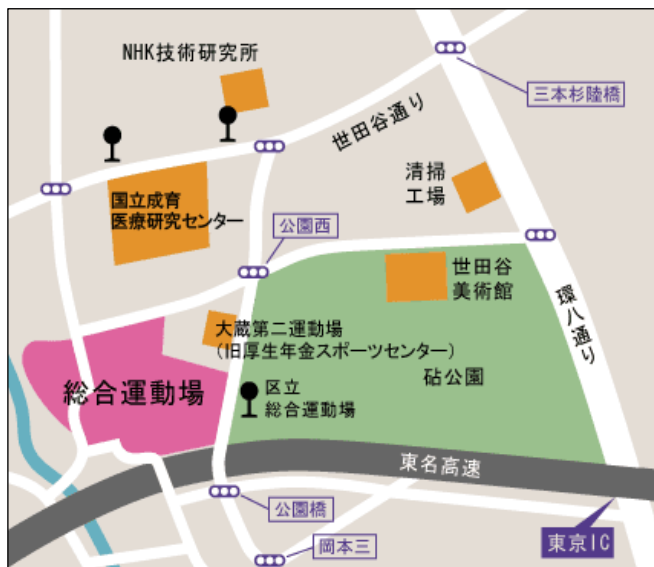 NHK技術研究所
三本杉陸橋
世田谷通り
清掃
工場
国立成育
医療研究センター
公園西
世田谷
美術館
環八通り
大蔵第二運動場
(旧厚生年金スポーツセンター)
砧公園
総合運動場
区立
総合運動場
東名高速
公園橋
岡本三
東京IC